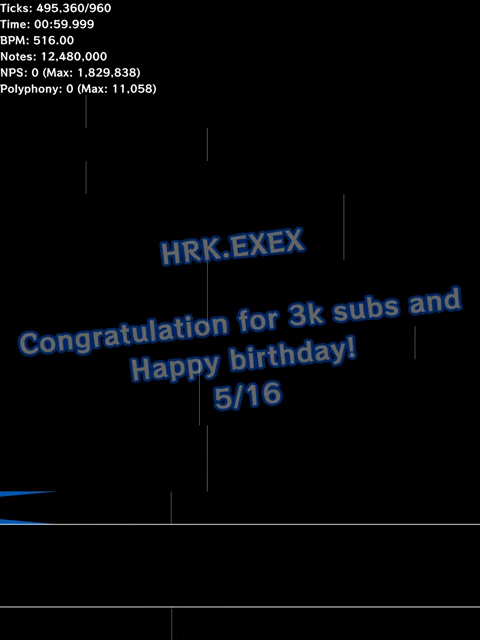 Ticks: 495,360/960
Time: 00:59.999
BPM: 516.00
Notes: 12,480,000
NPS: 0 (Max: 1,829,838)
Polyphony: 0 (Max: 11,058)
HRK.EXEX
Congratulation for 3k subs and
Happy birthday!
5/16